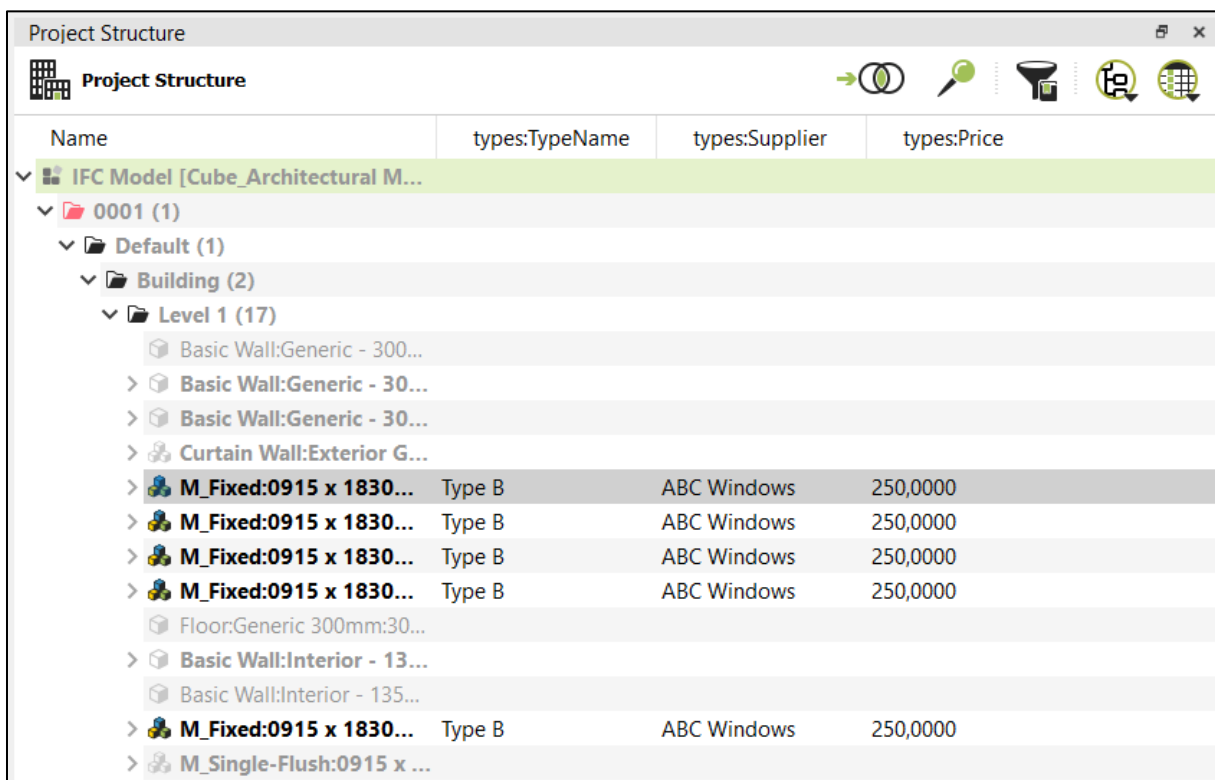 Project Structure
Project Structure
Name types:TypeName types:Supplier types:Price
IFC Model [Cube_Architectural M...
0001 (1)
Default (1)
Building (2)
Level 1 (17)
Basic Wall:Generic - 300...
Basic Wall:Generic - 30...
Basic Wall:Generic - 30...
Curtain Wall:Exterior G...
M_Fixed:0915 x 1830... Type B ABC Windows 250,0000
M_Fixed:0915 x 1830... Type B ABC Windows 250,0000
M_Fixed:0915 x 1830... Type B ABC Windows 250,0000
M_Fixed:0915 x 1830... Type B ABC Windows 250,0000
Floor:Generic 300mm:30...
Basic Wall:Interior - 13...
Basic Wall:Interior - 135...
M_Fixed:0915 x 1830... Type B ABC Windows 250,0000
M_Single-Flush:0915 x ...